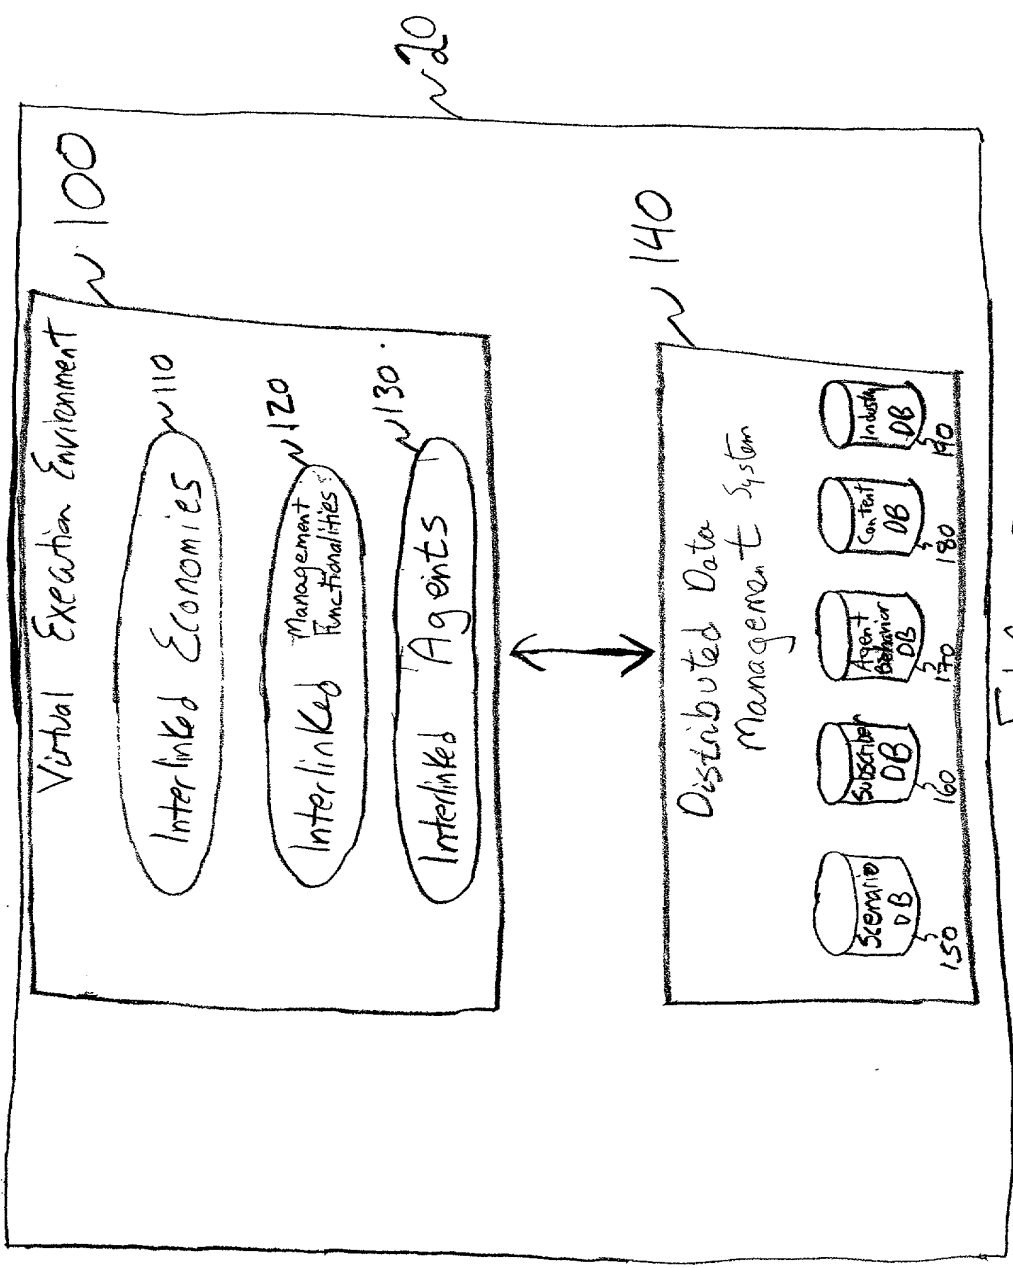 20
Virtual Execution Environment
100
Interlinked Economies
110
Interlinked Management
Functionalities
120
Interlinked Agents
130
Distributed Data
Management System
140
Scenario
DB
150
Subscriber
DB
160
Agent
Behavior
DB
170
Content
DB
180
Industry
DB
190